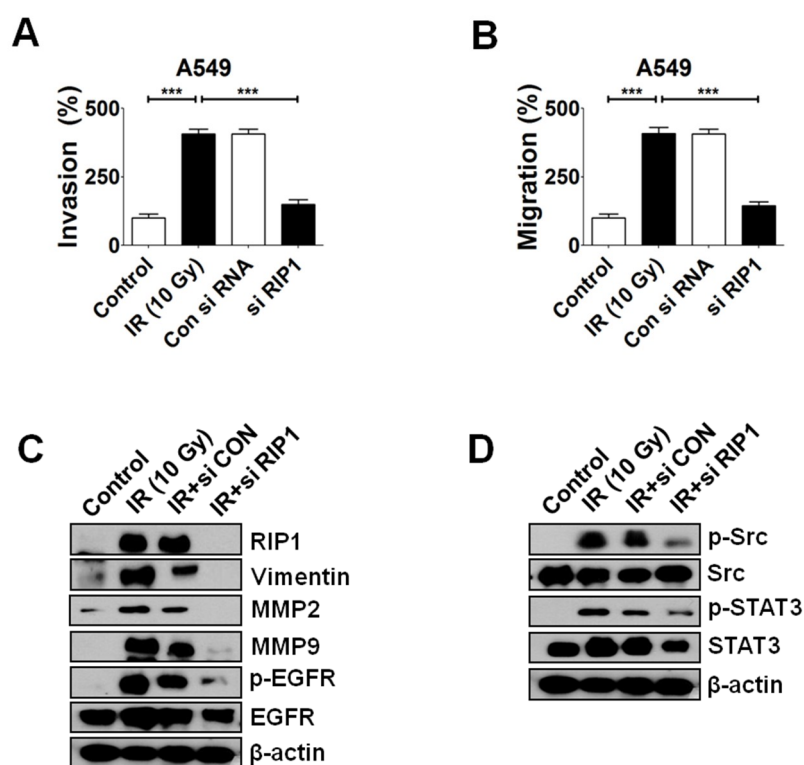 A
A549
*** ***
Invasion (%)
500
250
0
Control
IR (10 Gy)
Con si RNA
si RIP1
B
A549
*** ***
Migration (%)
500
250
0
Control
IR (10 Gy)
Con si RNA
si RIP1
C
Control
IR (10 Gy)
IR+si CON
IR+si RIP1
RIP1
Vimentin
MMP2
MMP9
p-EGFR
EGFR
β-actin
D
Control
IR (10 Gy)
IR+si CON
IR+si RIP1
p-Src
Src
p-STAT3
STAT3
β-actin